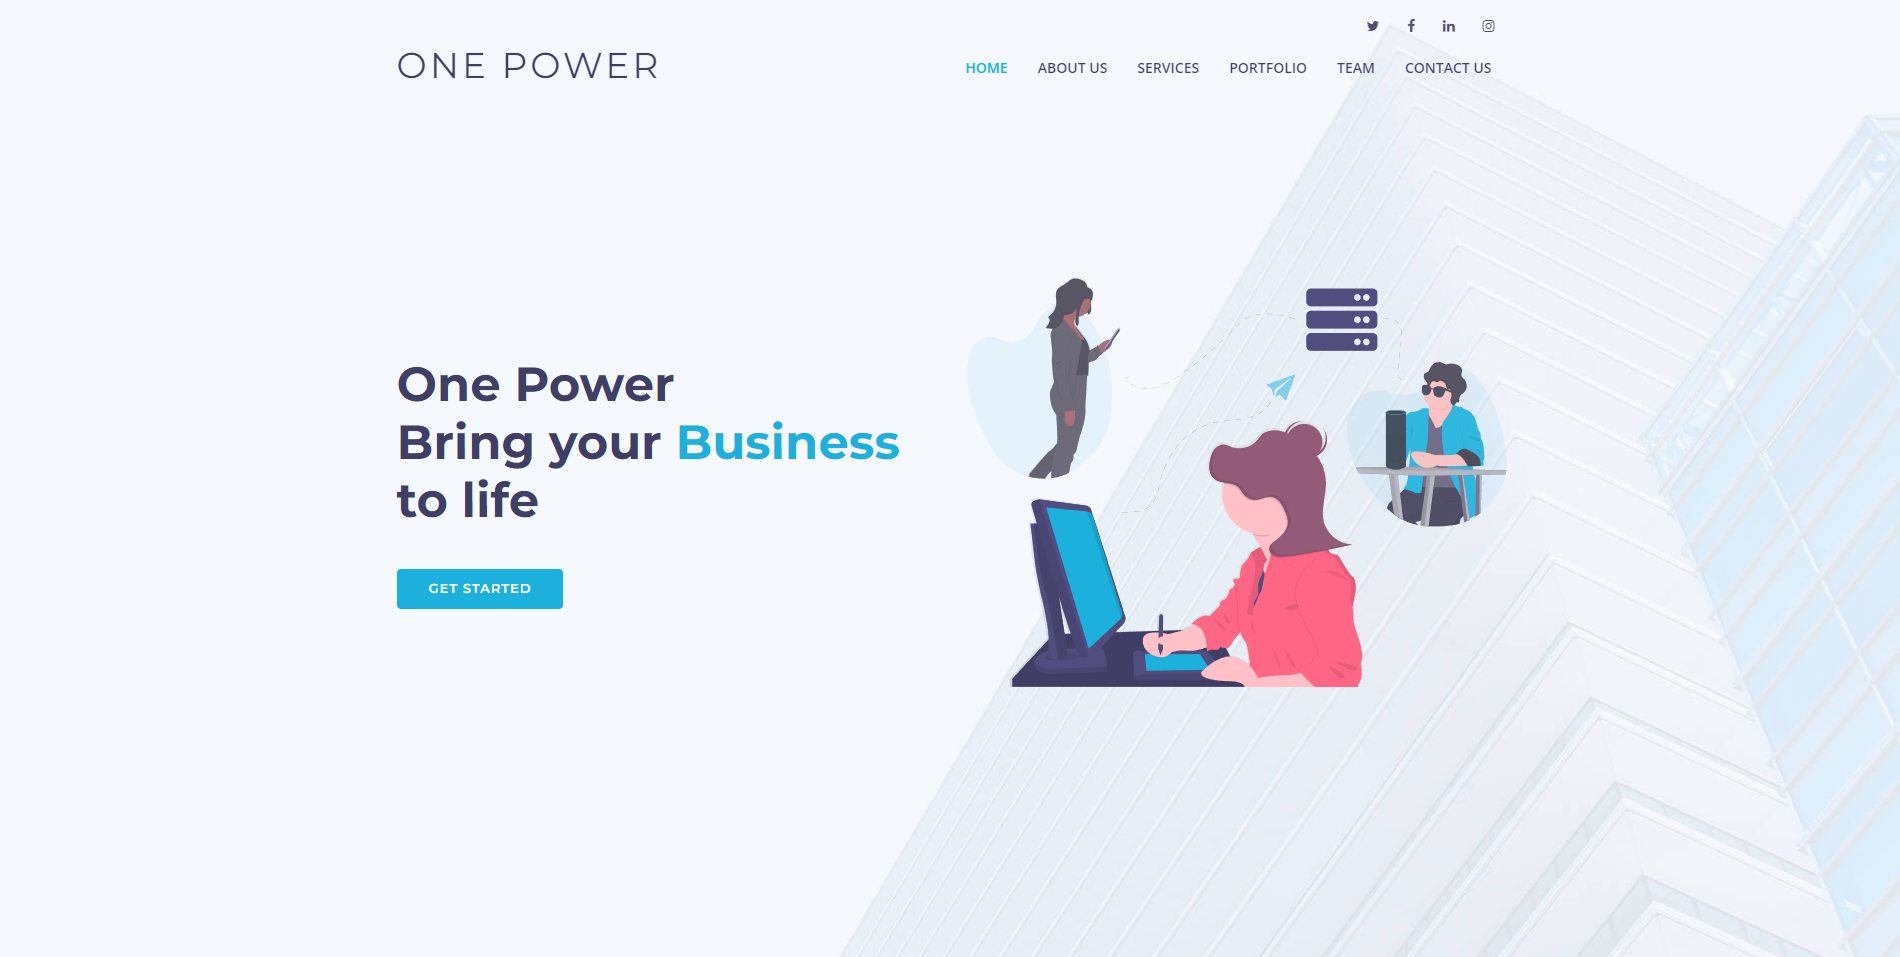 ONE POWER
HOME ABOUT US SERVICES PORTFOLIO TEAM CONTACT US
One Power
Bring your Business
to life
GET STARTED